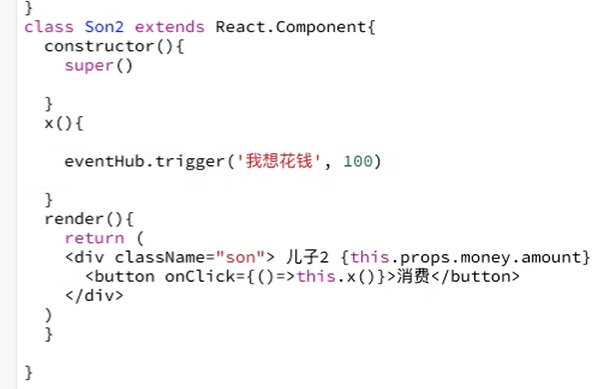 }
class Son2 extends React.Component{
  constructor(){
    super()

  }
  x(){

    eventHub.trigger('我想花钱', 100)

  }
  render(){
    return (
    <div className="son"> 儿子2 {this.props.money.amount}
      <button onClick={()=>this.x()}>消费</button>
    </div>
  )
  }

}